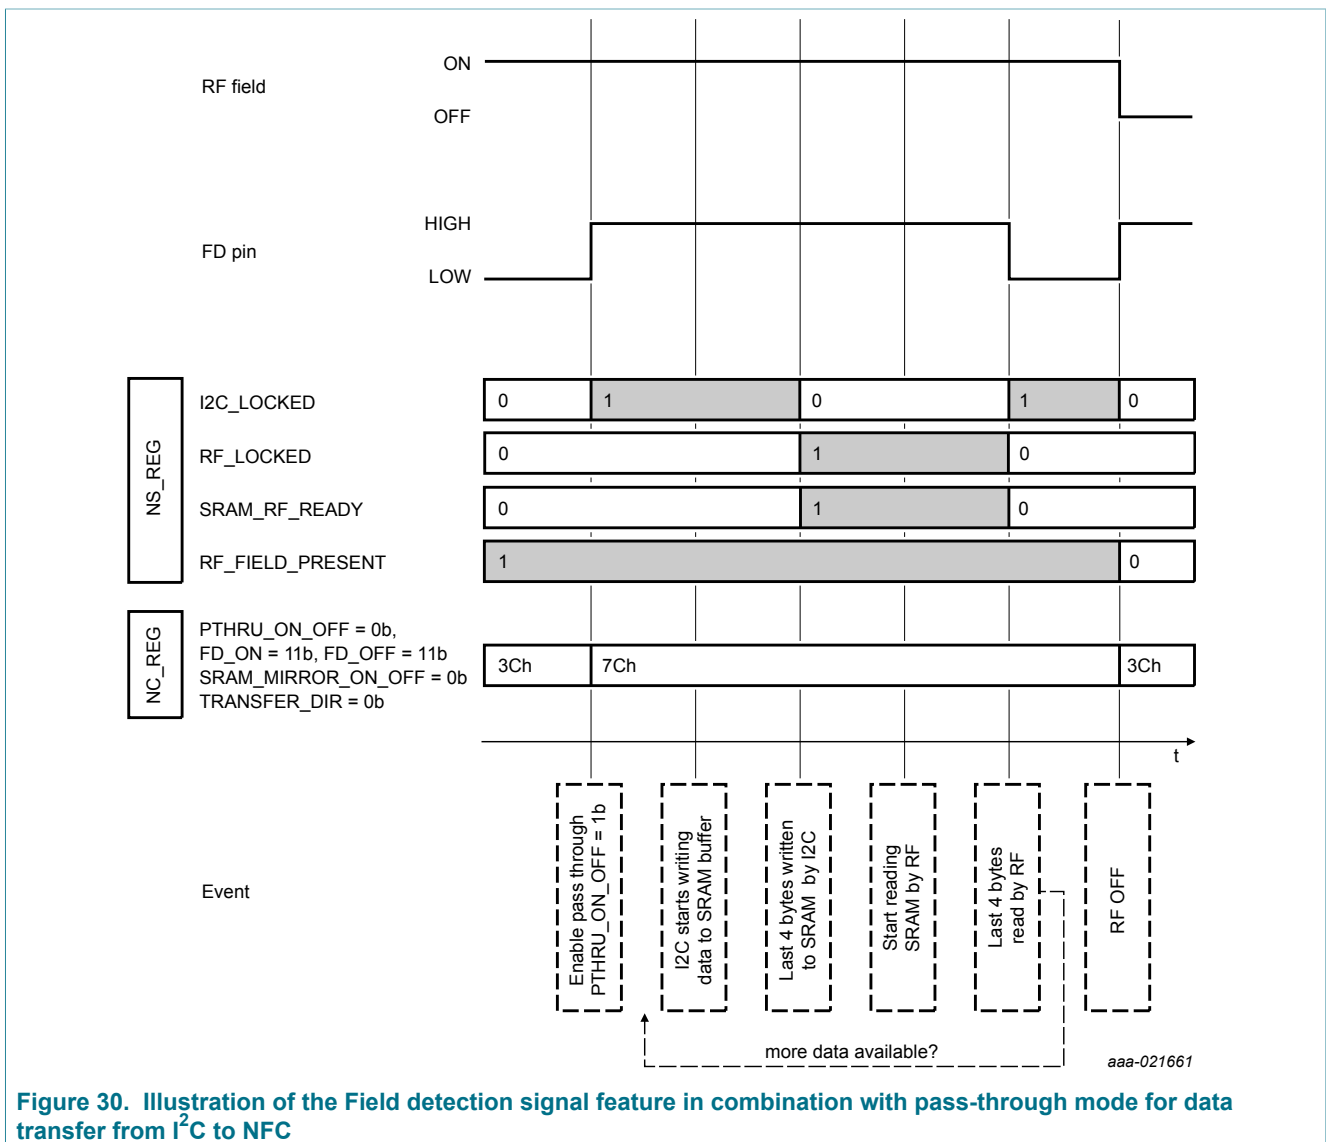 RF field
ON
OFF
FD pin
HIGH
LOW
NS_REG
I2C_LOCKED
0 1 0 1 0
RF_LOCKED
0 1 0
SRAM_RF_READY
0 1 0
RF_FIELD_PRESENT
1 0
NC_REG
PTHRU_ON_OFF = 0b,
FD_ON = 11b, FD_OFF = 11b
SRAM_MIRROR_ON_OFF = 0b
TRANSFER_DIR = 0b
3Ch 7Ch 3Ch
t
Event
Enable pass through
PTHRU_ON_OFF = 1b
I2C starts writing
data to SRAM buffer
Last 4 bytes written
to SRAM by I2C
Start reading
SRAM by RF
Last 4 bytes
read by RF
RF OFF
more data available?
aaa-021661
Figure 30. Illustration of the Field detection signal feature in combination with pass-through mode for data
transfer from I²C to NFC